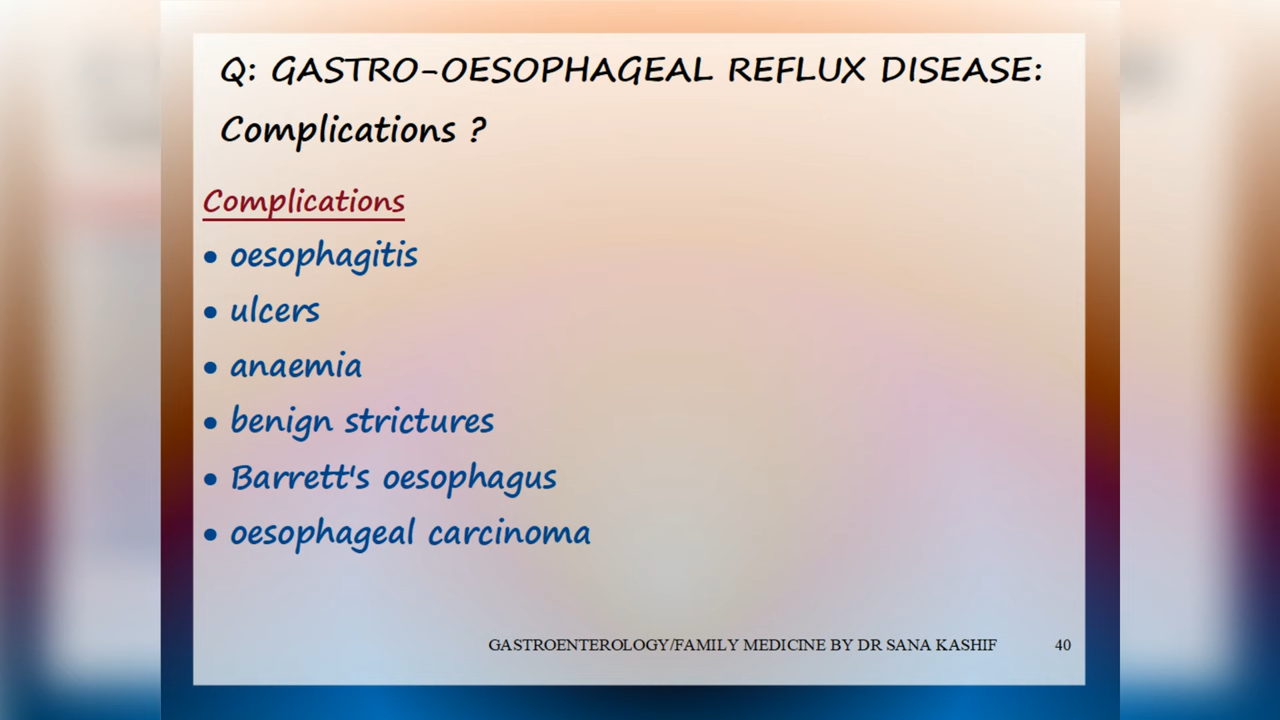 Q: GASTRO-OESOPHAGEAL REFLUX DISEASE:
Complications ?
Complications
• oesophagitis
• ulcers
• anaemia
• benign strictures
• Barrett's oesophagus
• oesophageal carcinoma
GASTROENTEROLOGY/FAMILY MEDICINE BY DR SANA KASHIF 40